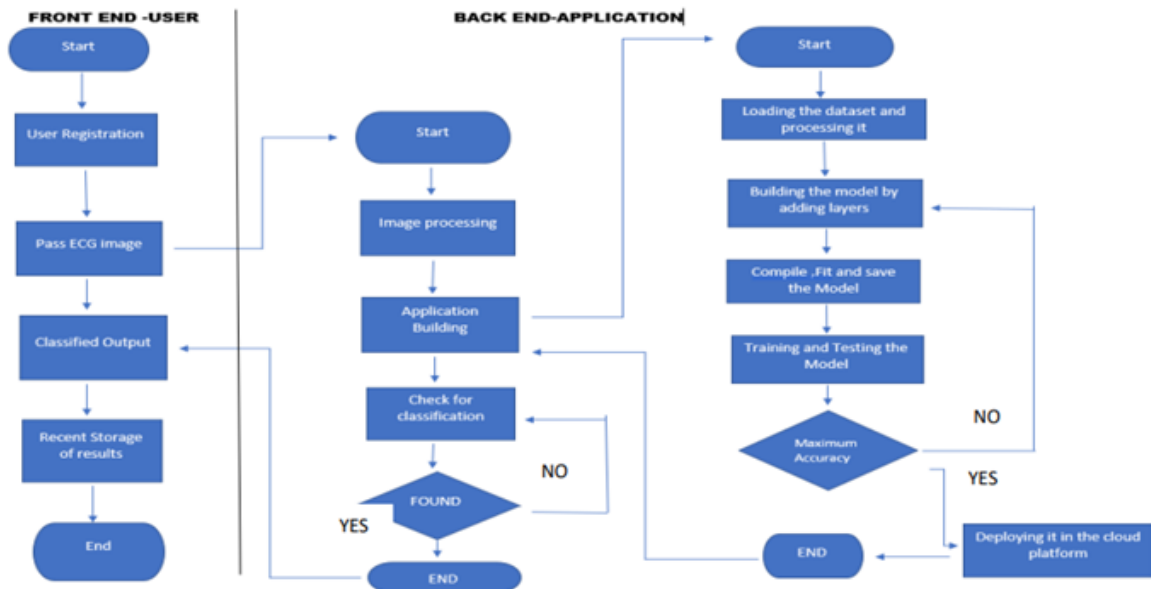 FRONT END -USER
Start
User Registration
Pass ECG image
Classified Output
Recent Storage
of results
End
BACK END-APPLICATION
Start
Image processing
Application
Building
Check for
classification
NO
FOUND
YES
END
Start
Loading the dataset and
processing it
Building the model by
adding layers
Compile ,Fit and save
the Model
Training and Testing the
Model
NO
Maximum
Accuracy
YES
Deploying it in the cloud
platform
END